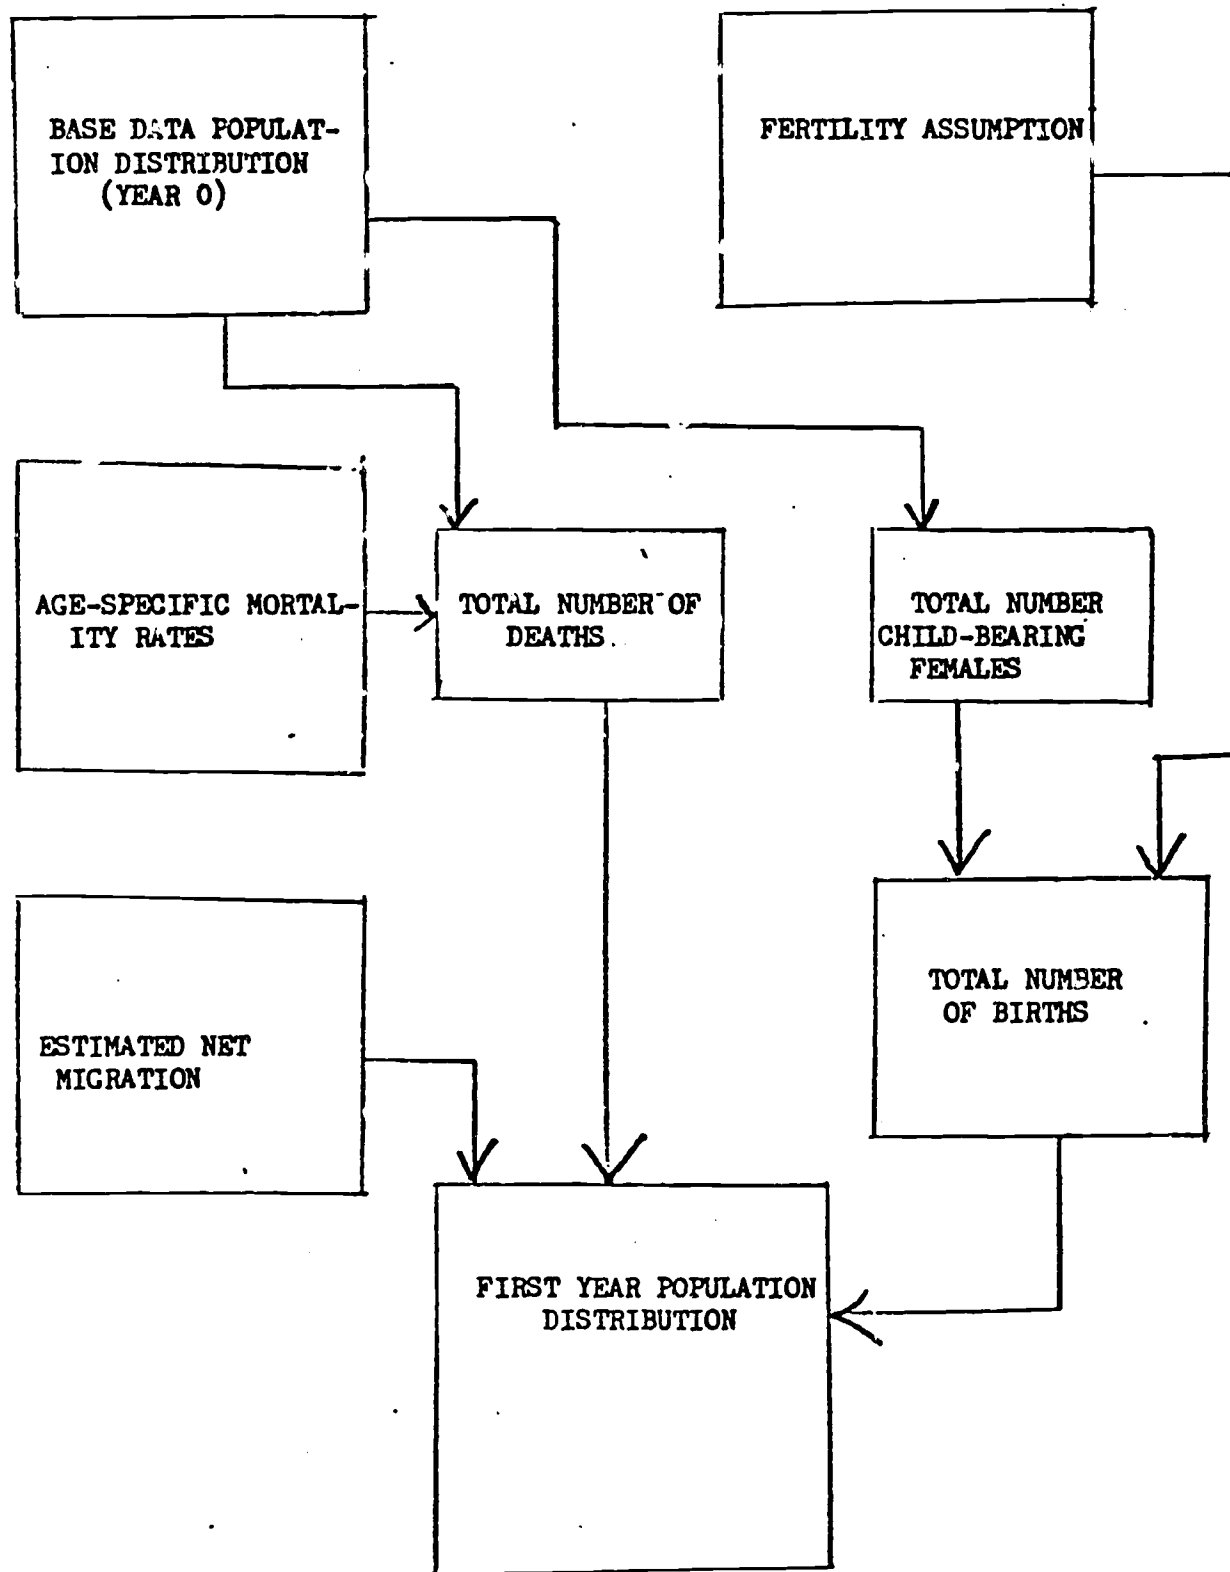 BASE DATA POPULAT-
ION DISTRIBUTION
(YEAR 0)
FERTILITY ASSUMPTION
AGE-SPECIFIC MORTAL-
ITY RATES
TOTAL NUMBER OF
DEATHS.
TOTAL NUMBER
CHILD-BEARING
FEMALES
ESTIMATED NET
MIGRATION
TOTAL NUMBER
OF BIRTHS
FIRST YEAR POPULATION
DISTRIBUTION